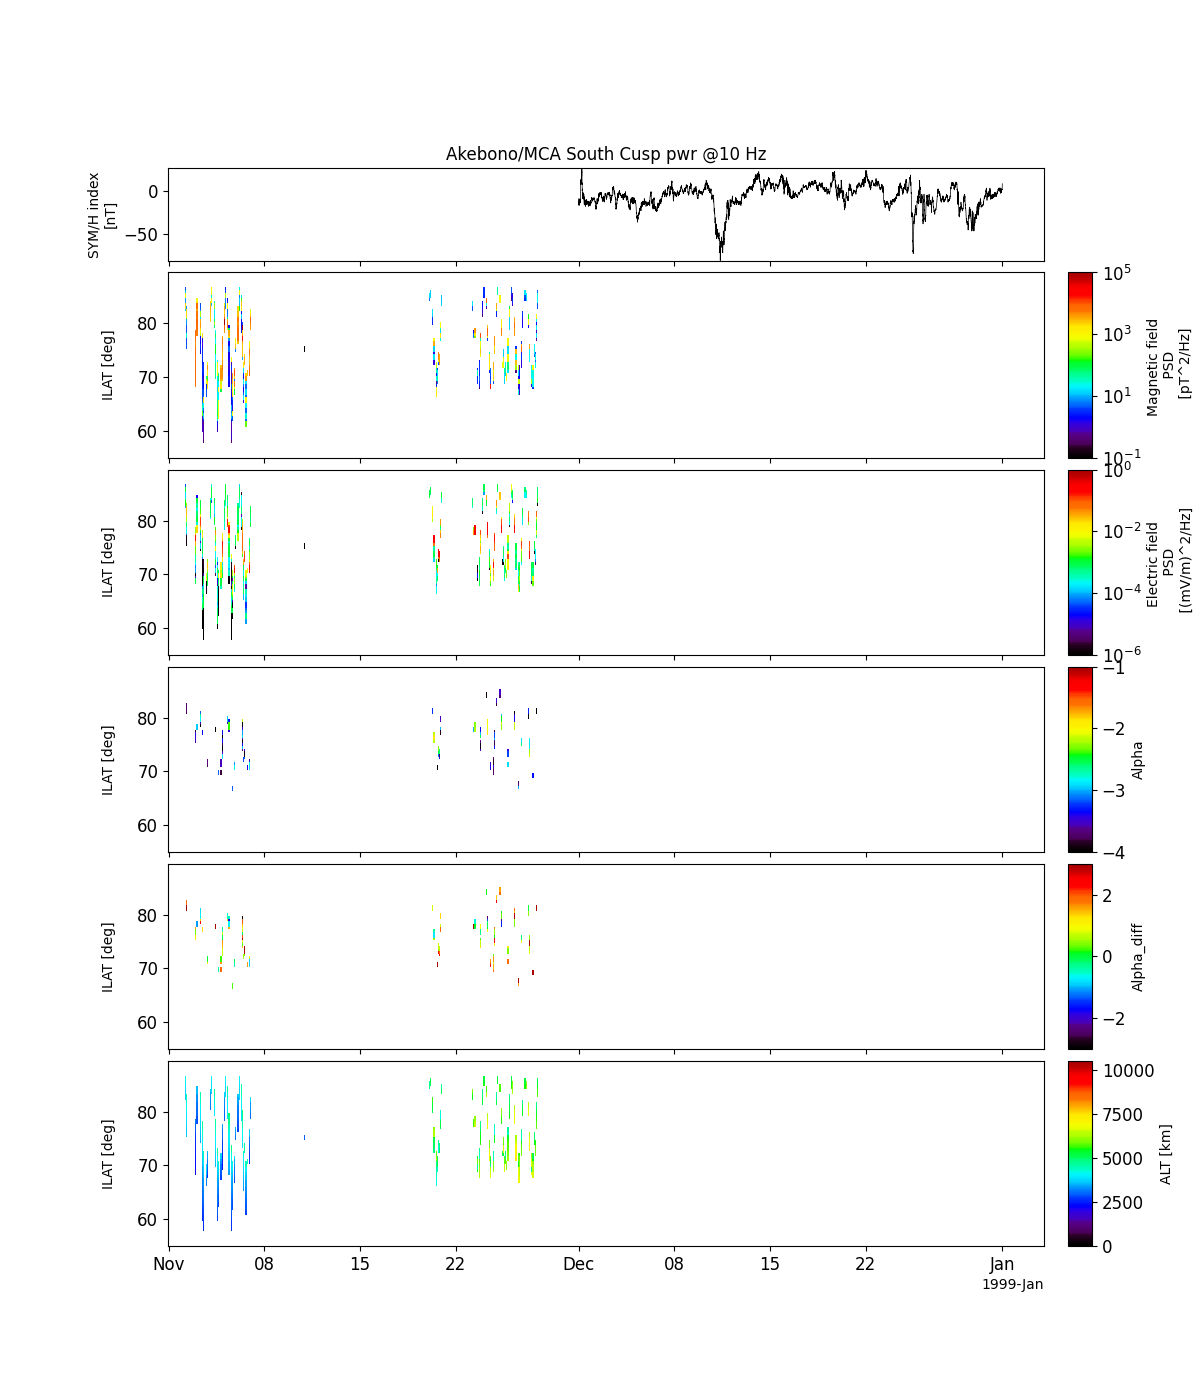 Akebono/MCA South Cusp pwr @10 Hz
SYM/H index
[nT]
0
−50
ILAT [deg]
80
70
60
10^5
10^3
10^1
10^−1
Magnetic field
PSD
[pT^2/Hz]
ILAT [deg]
80
70
60
10^0
10^−2
10^−4
10^−6
Electric field
PSD
[(mV/m)^2/Hz]
ILAT [deg]
80
70
60
−1
−2
−3
−4
Alpha
ILAT [deg]
80
70
60
2
0
−2
Alpha_diff
ILAT [deg]
80
70
60
10000
7500
5000
2500
0
ALT [km]
Nov 08 15 22 Dec 08 15 22 Jan
1999-Jan